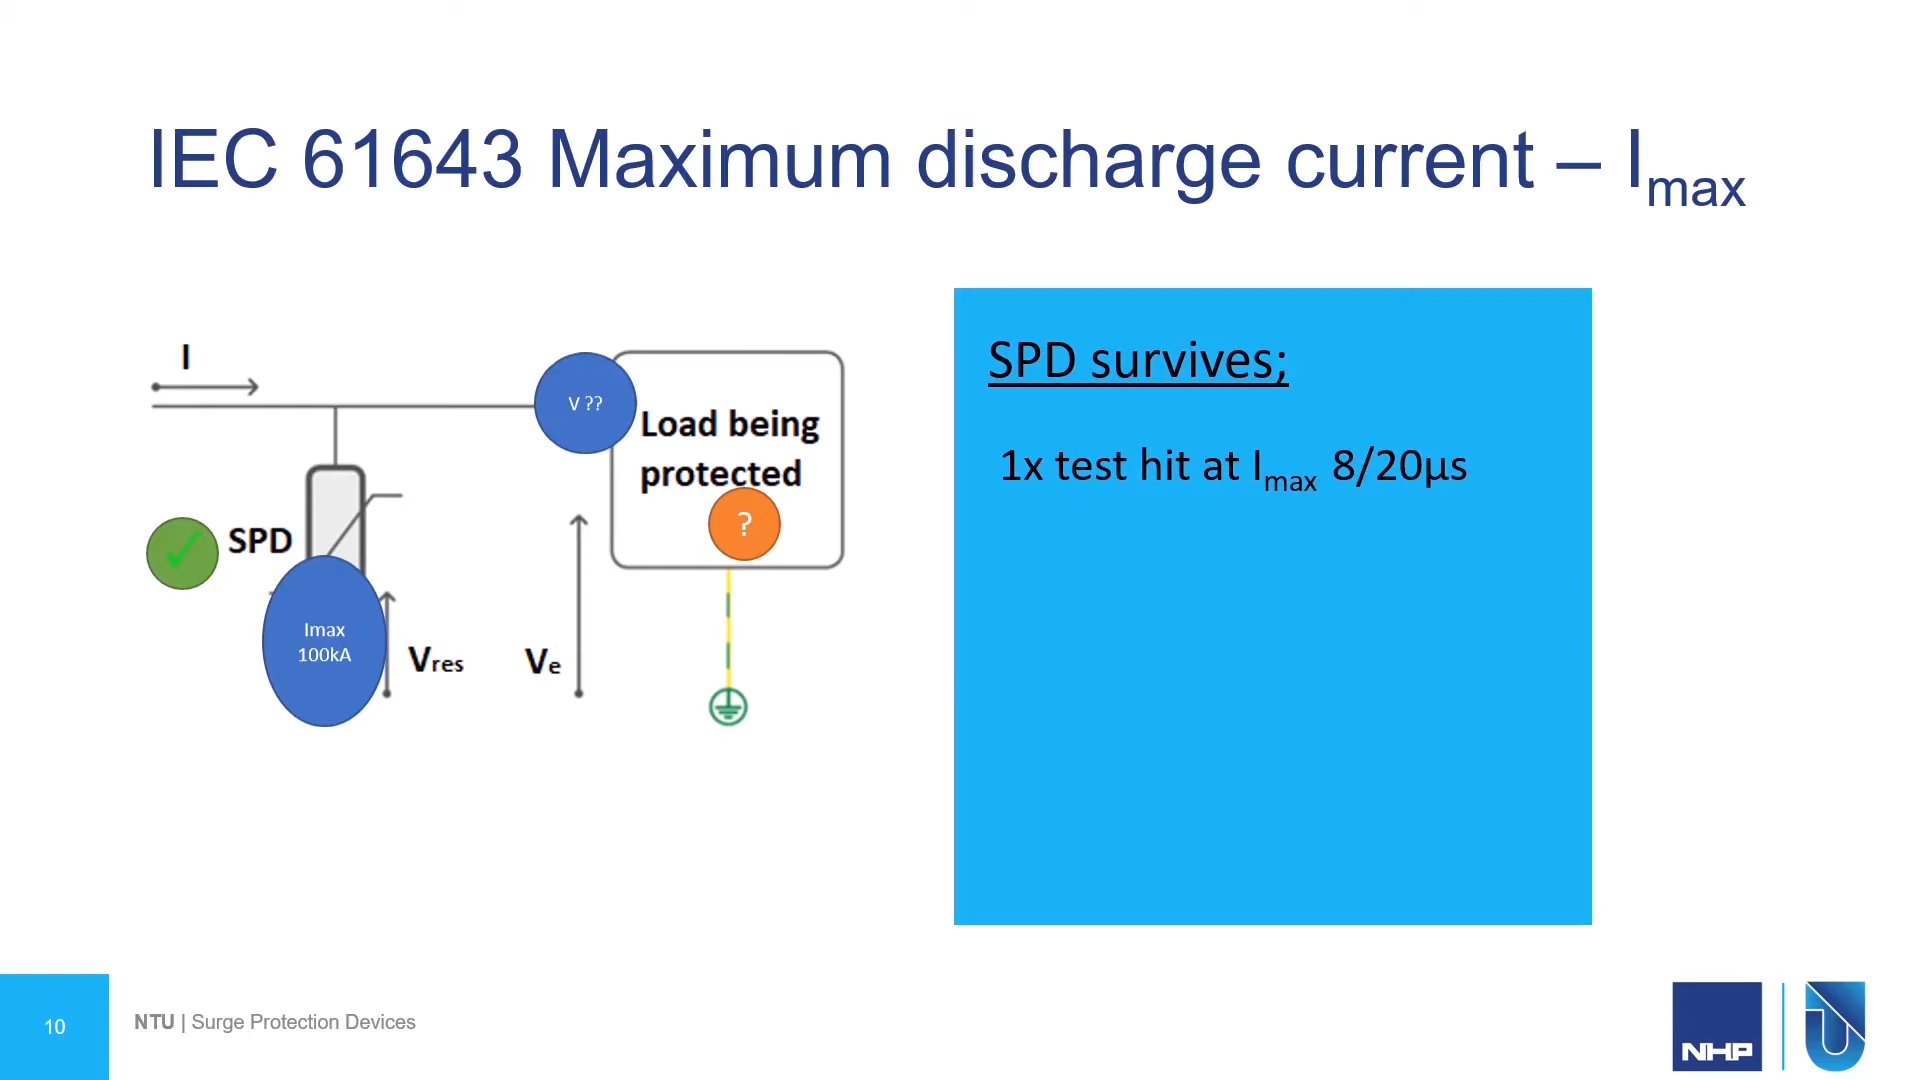 IEC 61643 Maximum discharge current – Imax
I
V ??
Load being
protected
?
SPD
Imax
100kA
Vres
Ve
SPD survives;
1x test hit at Imax 8/20µs
10
NTU | Surge Protection Devices
NHP